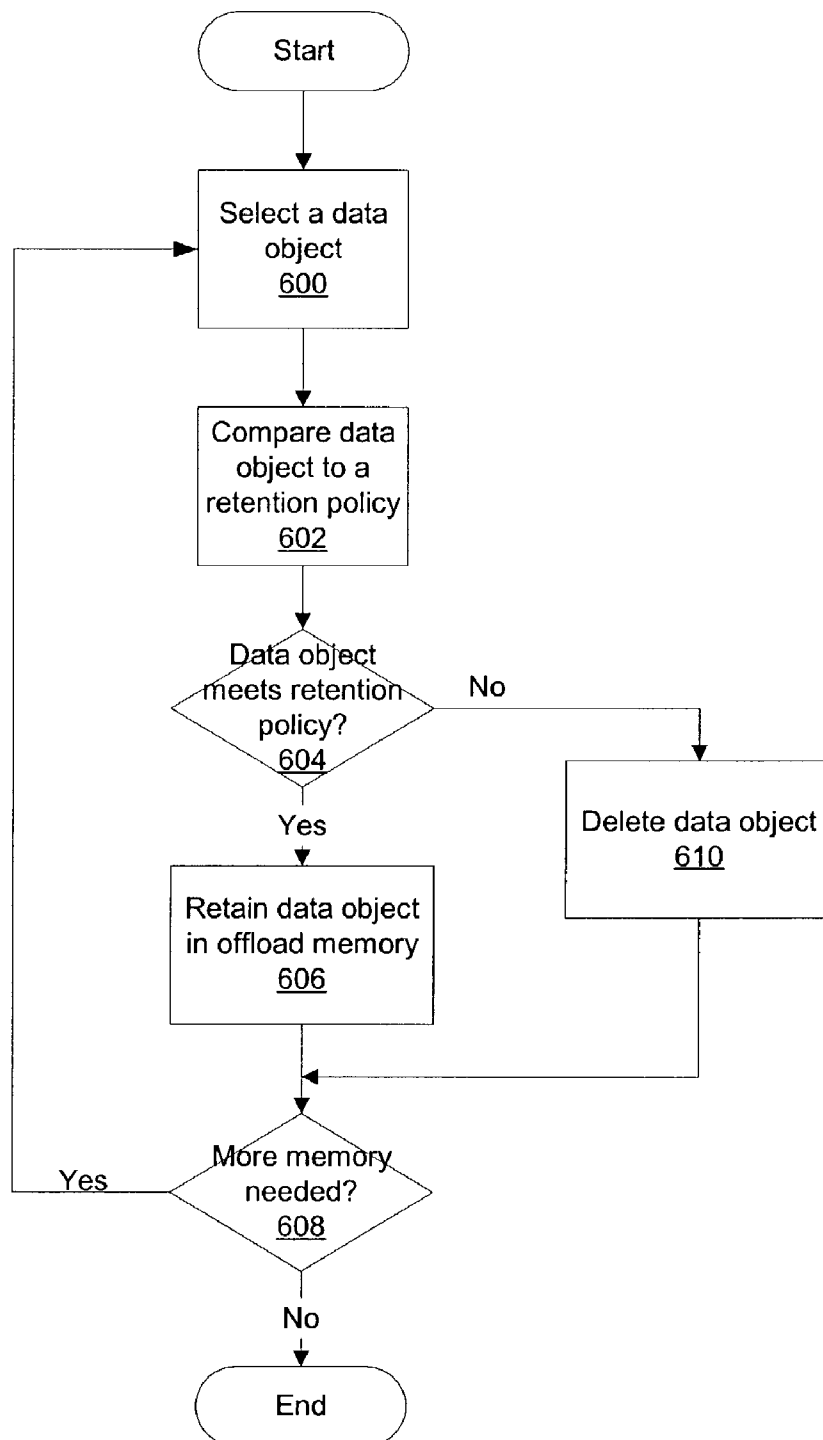 Start
Select a data
object
600
Compare data
object to a
retention policy
602
Data object
meets retention
policy?
604
No
Yes
Delete data object
610
Retain data object
in offload memory
606
More memory
needed?
608
Yes
No
End